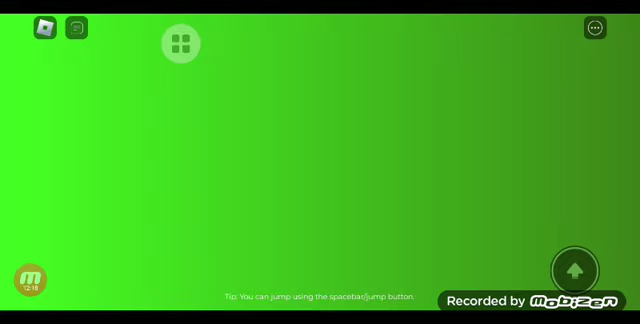 12:18
Tip: You can jump using the spacebar/jump button.
Recorded by Mobizen